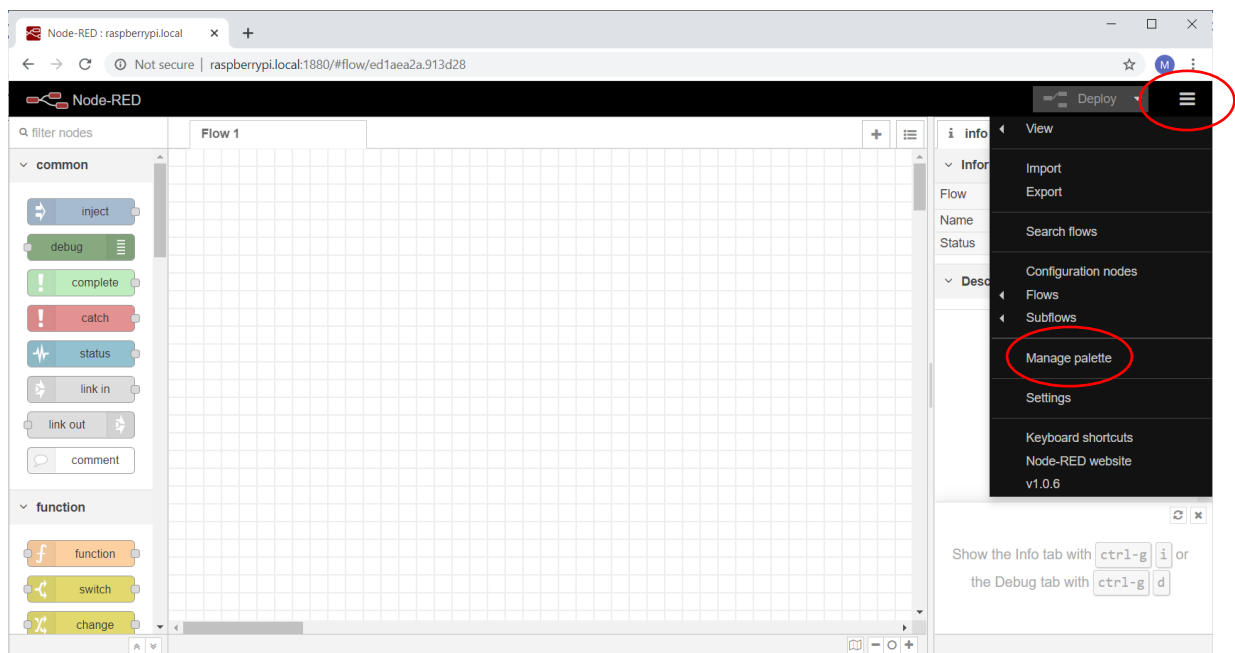 Node-RED : raspberrypi.local
Not secure | raspberrypi.local:1880/#flow/ed1aea2a.913d28
M
Node-RED
Deploy
filter nodes
Flow 1
i info
common
inject
debug
complete
catch
status
link in
link out
comment
function
function
switch
change
Infor
Flow
Name
Status
Desc
View
Import
Export
Search flows
Configuration nodes
Flows
Subflows
Manage palette
Settings
Keyboard shortcuts
Node-RED website
v1.0.6
Show the Info tab with ctrl-g i or
the Debug tab with ctrl-g d